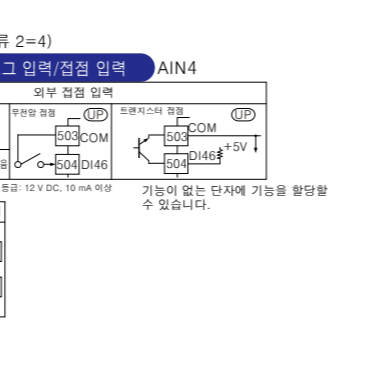 류 2=4)
그 입력/접점 입력 AIN4
외부 접점 입력
무전압 접점 UP 트랜지스터 접점 UP
503 COM 503 COM
+5V
음 504 DI46 504 DI46
등급: 12 V DC, 10 mA 이상
기능이 없는 단자에 기능을 할당할
수 있습니다.